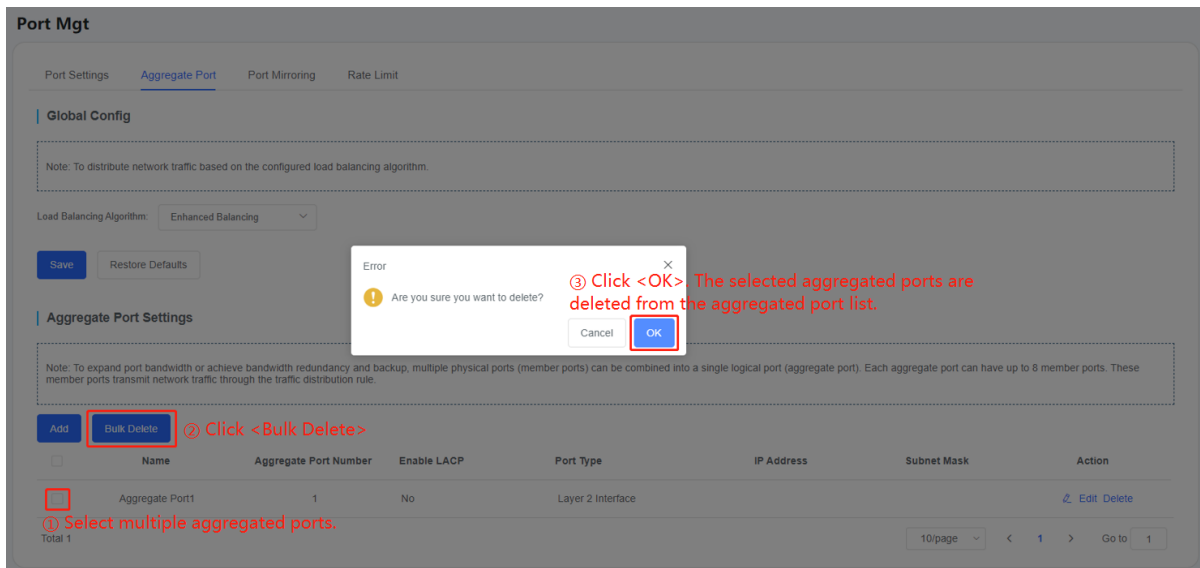 Port Mgt
Port Settings Aggregate Port Port Mirroring Rate Limit
Global Config
Note: To distribute network traffic based on the configured load balancing algorithm.
Load Balancing Algorithm: Enhanced Balancing
Save Restore Defaults
Error
③ Click <OK>. The selected aggregated ports are
Are you sure you want to delete?
deleted from the aggregated port list.
Cancel OK
Aggregate Port Settings
Note: To expand port bandwidth or achieve bandwidth redundancy and backup, multiple physical ports (member ports) can be combined into a single logical port (aggregate port). Each aggregate port can have up to 8 member ports. These
member ports transmit network traffic through the traffic distribution rule.
Add Bulk Delete ② Click <Bulk Delete>
Name Aggregate Port Number Enable LACP Port Type IP Address Subnet Mask Action
Aggregate Port1 1 No Layer 2 Interface Edit Delete
① Select multiple aggregated ports.
Total 1 10/page < 1 > Go to 1